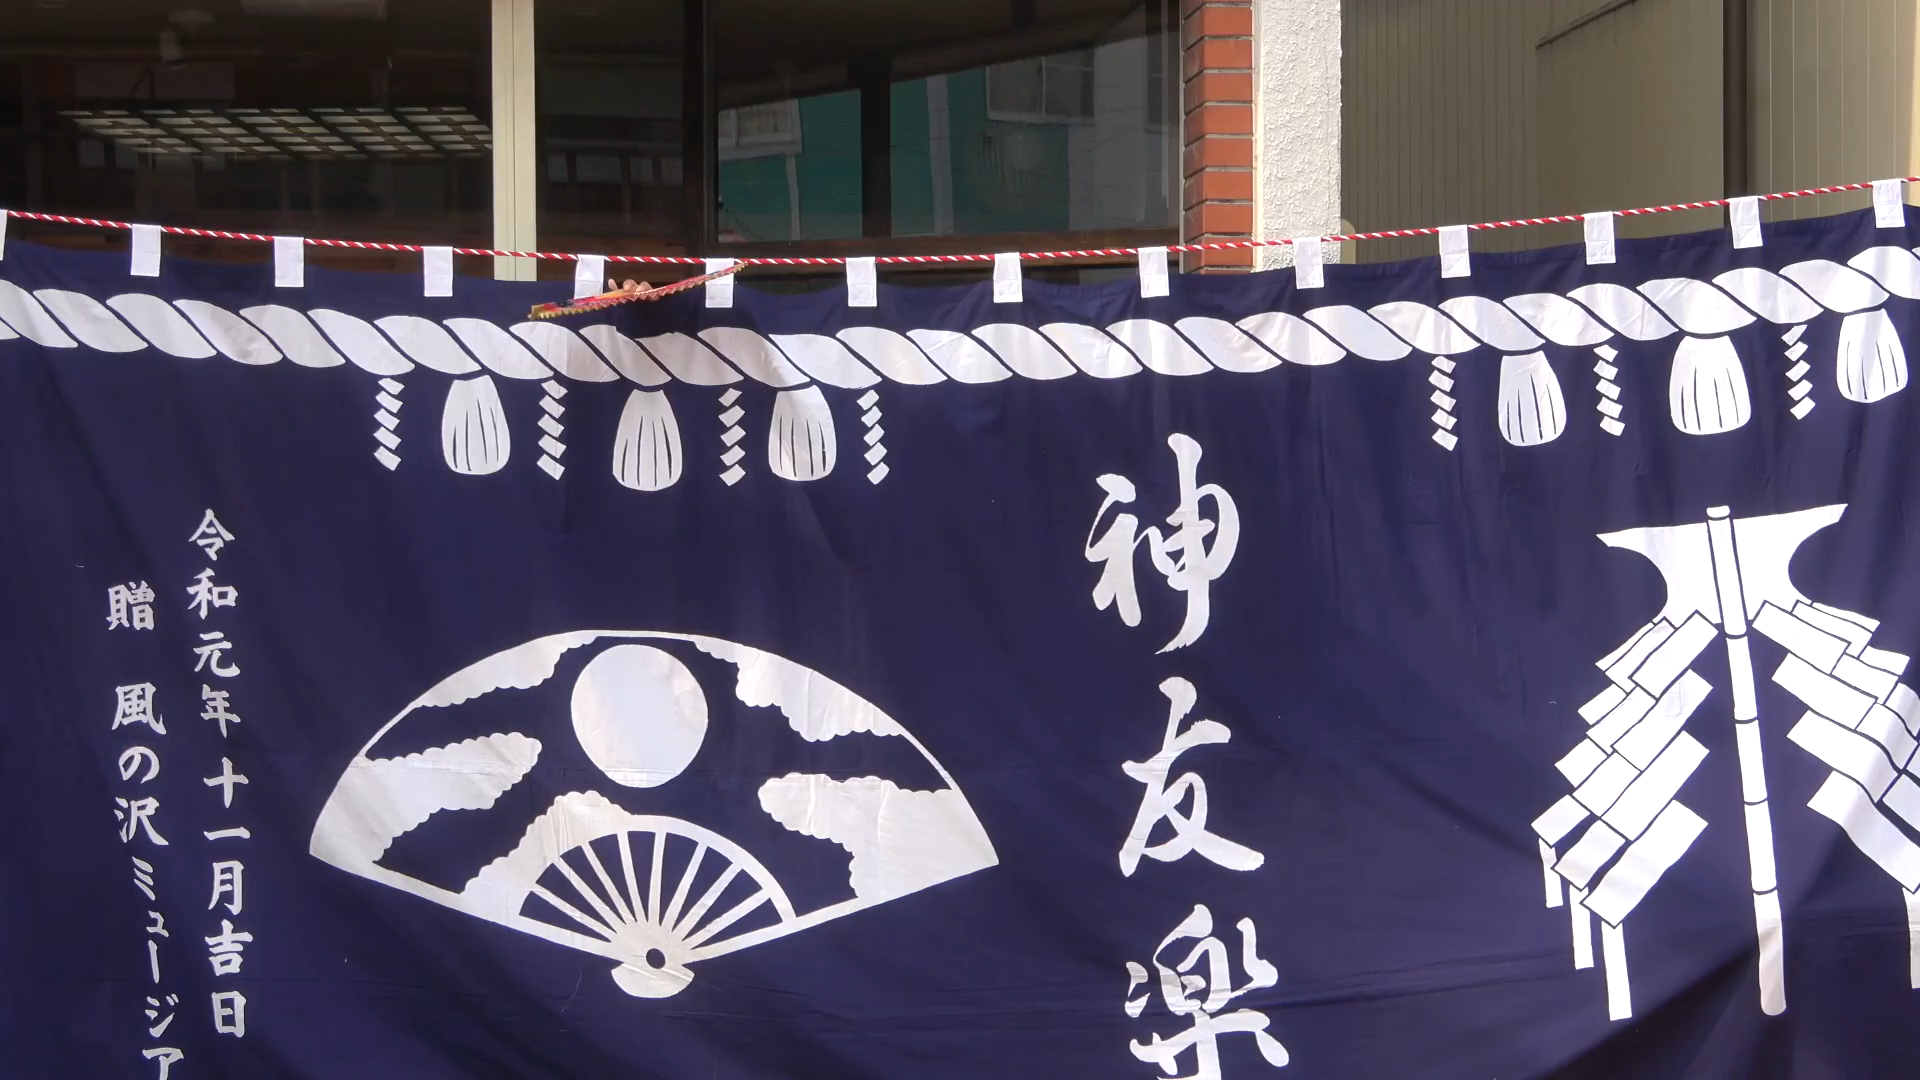 神友楽
令和元年十一月吉日
贈 風の沢ミュージア